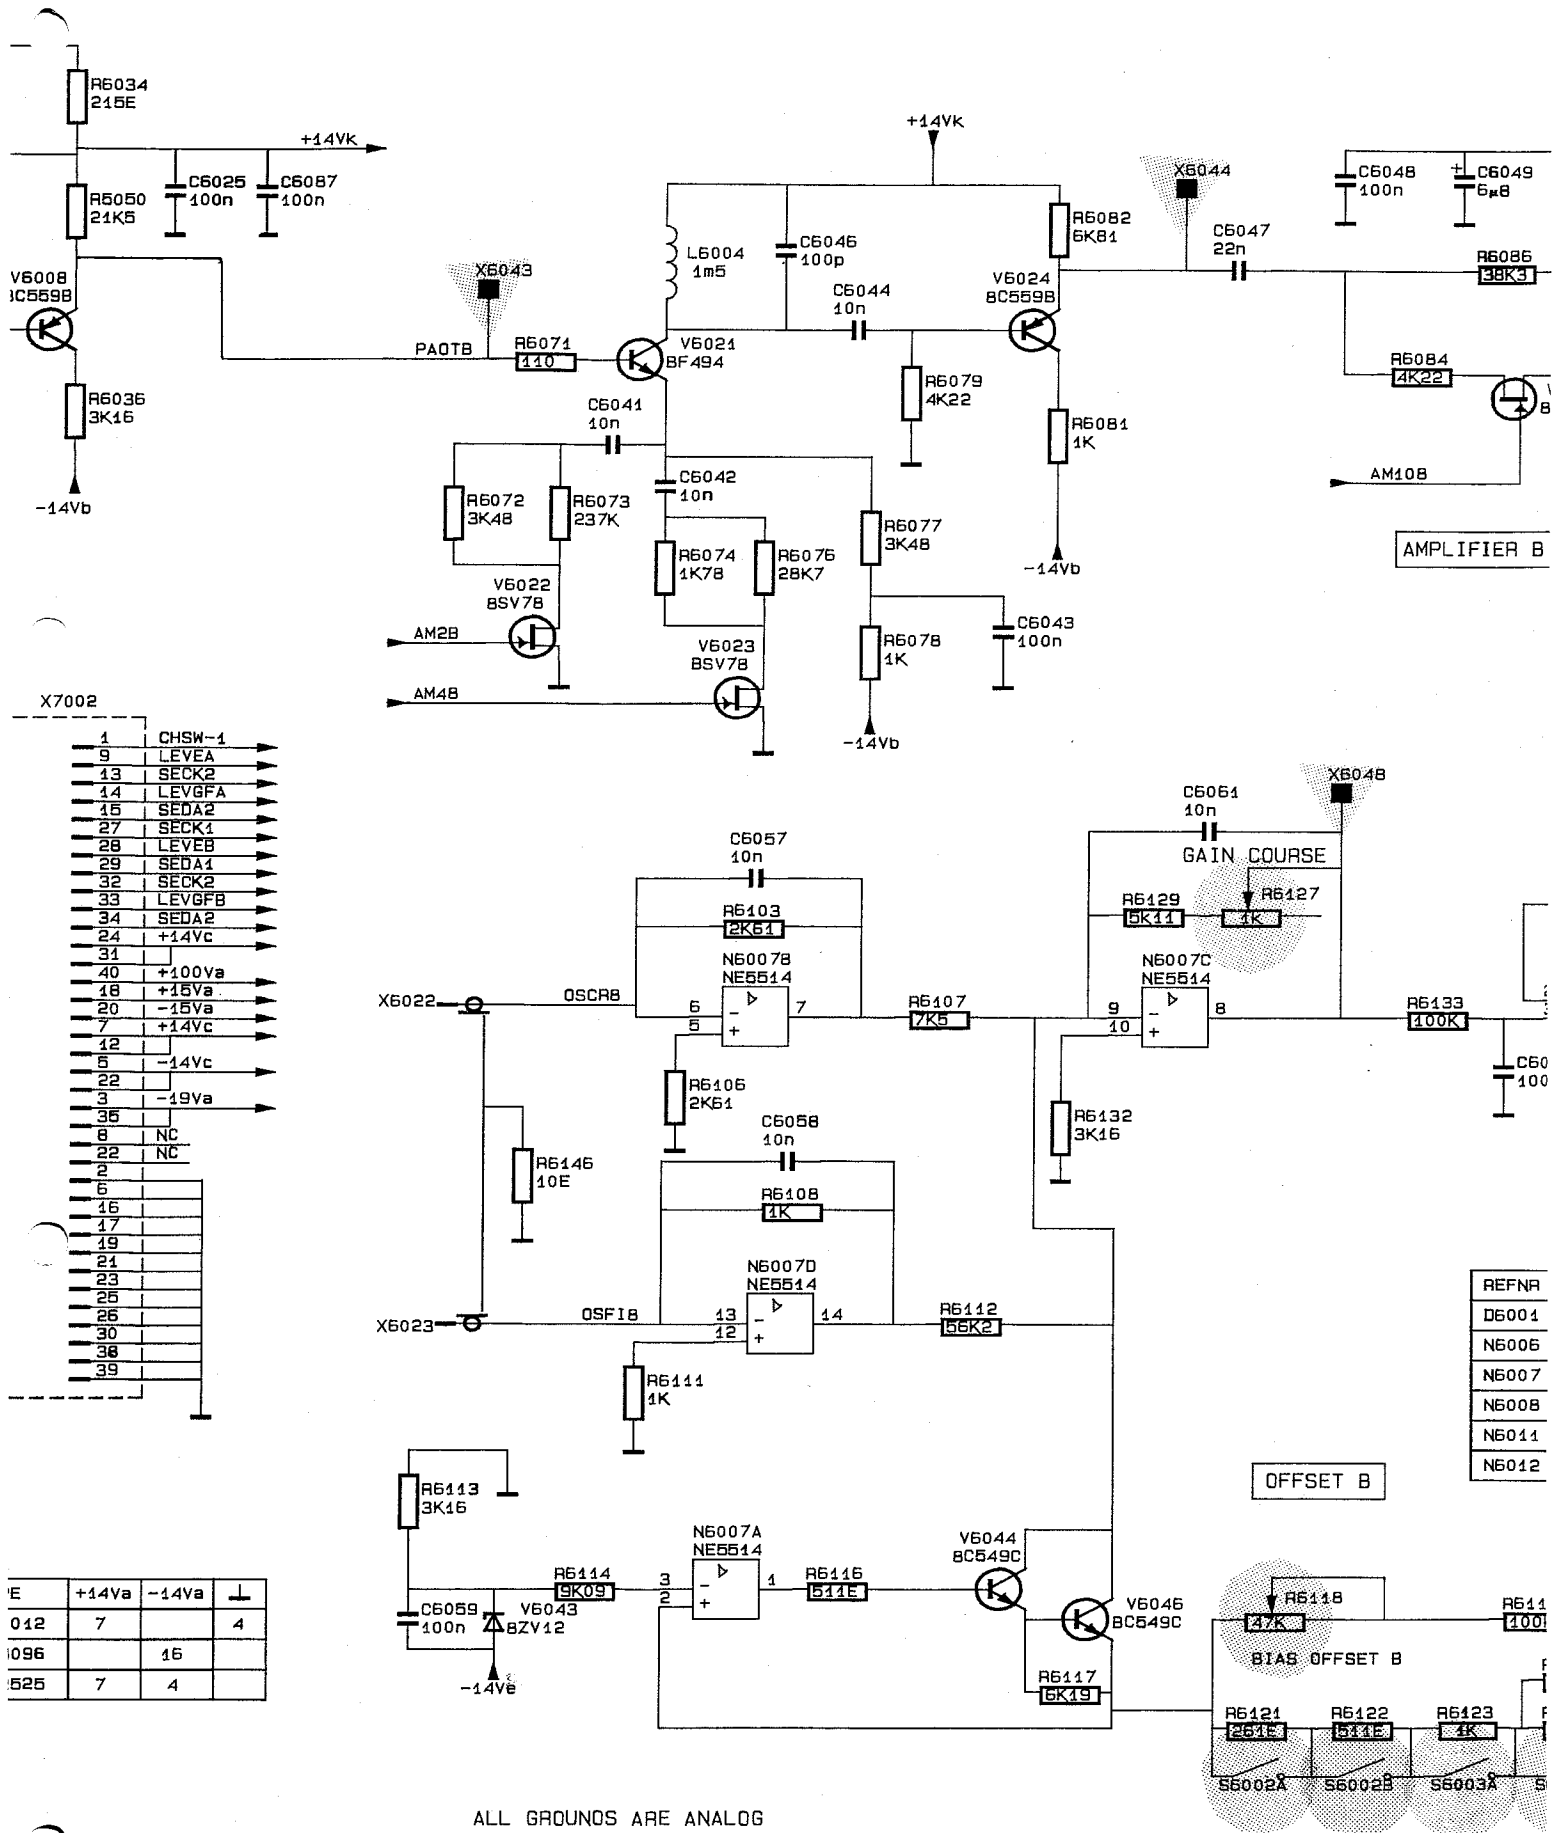 R6034
215E
+14VK
+14VK
C6025
100n
C6087
100n
R5050
21K5
X6044
C6048
100n
+
C6049
6µ8
R6082
6K81
C6047
22n
C6046
100p
L6004
1m5
X6043
R6086
38K3
V6008
V6024
BC559B
C6044
10n
PAOTB
R6071
110
V6021
BF494
R6084
4K22
R6079
4K22
R6036
3K16
C6041
10n
R6081
1K
AM10B
C6042
10n
R6072
3K48
R6073
237K
-14Vb
R6077
3K48
AMPLIFIER B
R6074
1K78
R6076
28K7
-14Vb
V6022
BSV78
AM2B
C6043
100n
R6078
1K
V6023
BSV78
AM4B
X7002
-14Vb
1 CHSW-1
9 LEVEA
13 SECK2
14 LEVGFA
15 SEDA2
27 SECK1
28 LEVEB
29 SEDA1
32 SECK2
33 LEVGFB
34 SEDA2
24 +14Vc
31
40 +100Va
18 +15Va
20 -15Va
7 +14Vc
12
5 -14Vc
22
3 -19Va
35
8 NC
22 NC
2
6
16
17
19
21
23
25
26
30
38
39
X6048
C6061
10n
GAIN COURSE
C6057
10n
R6129
5K11
R6127
1K
R6103
2K61
N6007B
NE5514
N6007C
NE5514
X6022
OSCRB
6 -
5 +
7
R6107
7K5
9 -
10 +
8
R6133
100K
R6106
2K61
R6132
3K16
C6058
10n
R6146
10E
R6108
1K
N6007D
NE5514
X6023
OSFIB
13 -
12 +
14
R6112
56K2
R6111
1K
REFNR
D6001
N6006
N6007
N6008
N6011
N6012
OFFSET B
R6113
3K16
N6007A
NE5514
V6044
BC549C
R6114
9K09
3 -
2 +
1
R6116
511E
C6059
100n
V6043
BZV12
V6046
BC549C
R6118
47K
BIAS OFFSET B
-14Ve
R6117
6K19
+14Va -14Va
7 4
16
7 4
R6121
261E
R6122
511E
R6123
1K
S6002A
S6002B
S6003A
ALL GROUNDS ARE ANALOG